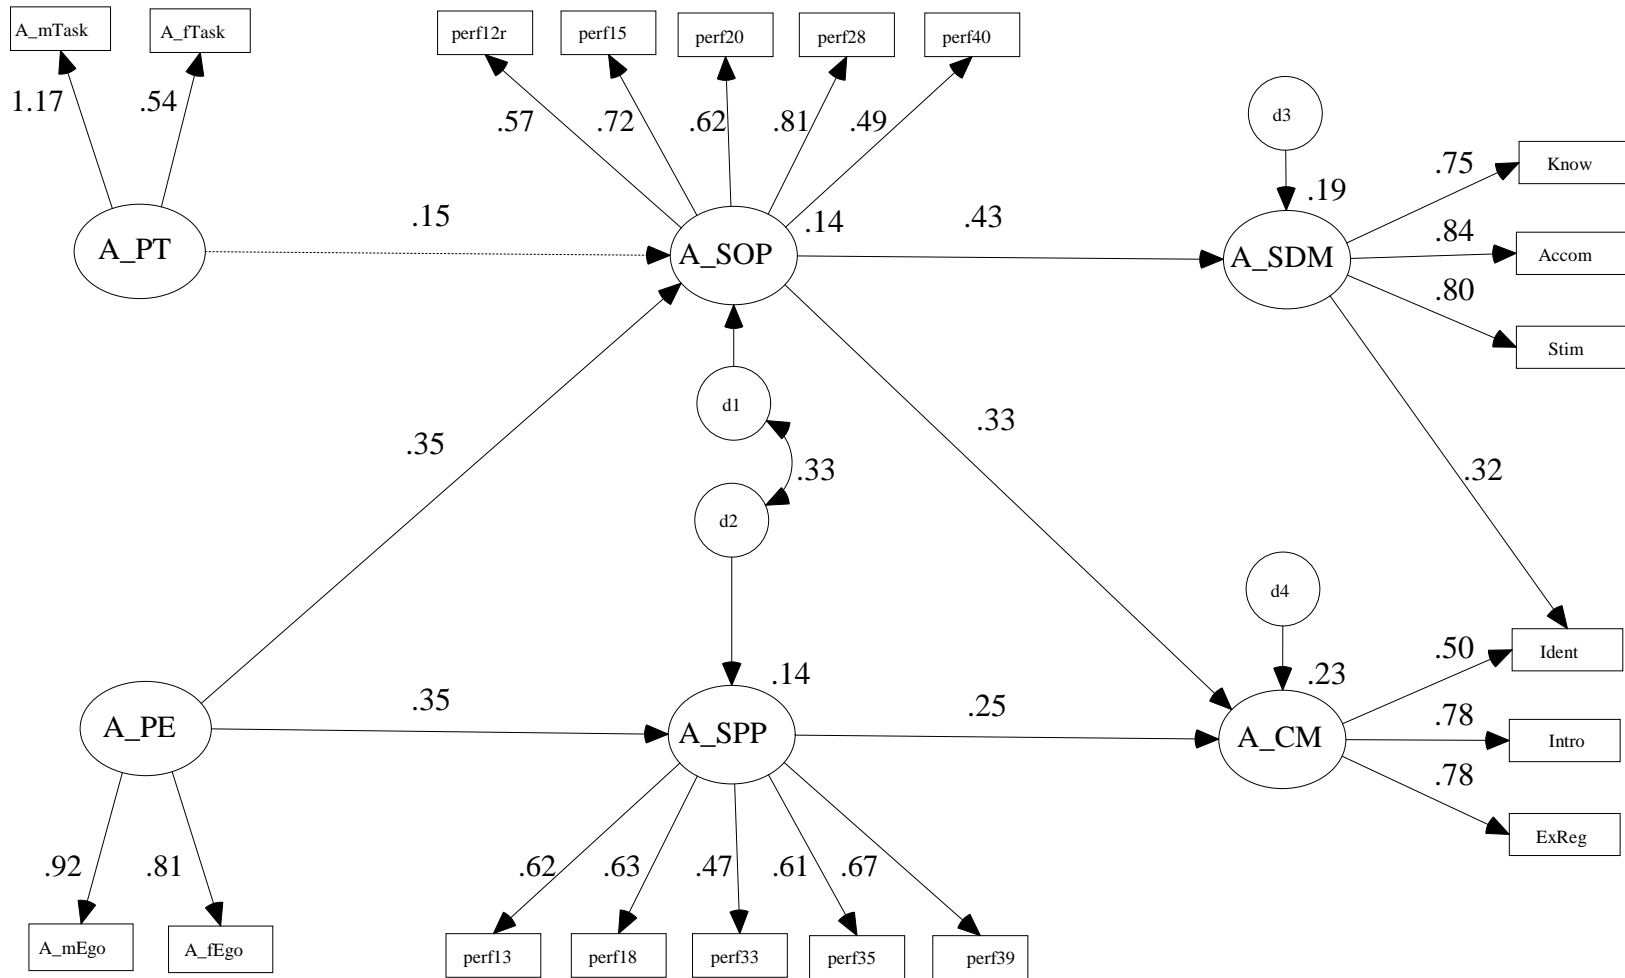 A_mTask
A_fTask
perf12r
perf15
perf20
perf28
perf40
1.17
.54
.57
.72
.62
.81
.49
d3
.75
Know
.19
.15
.14
.43
.84
Accom
A_PT
A_SOP
A_SDM
.80
Stim
d1
.35
.33
.33
.32
d2
d4
.50
Ident
.14
.23
.35
.25
.78
Intro
A_PE
A_SPP
A_CM
.78
ExReg
.92
.81
.62
.63
.47
.61
.67
A_mEgo
A_fEgo
perf13
perf18
perf33
perf35
perf39